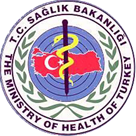 T.C. SAĞLIK BAKANLIĞI
THE MINISTRY OF HEALTH OF TURKEY